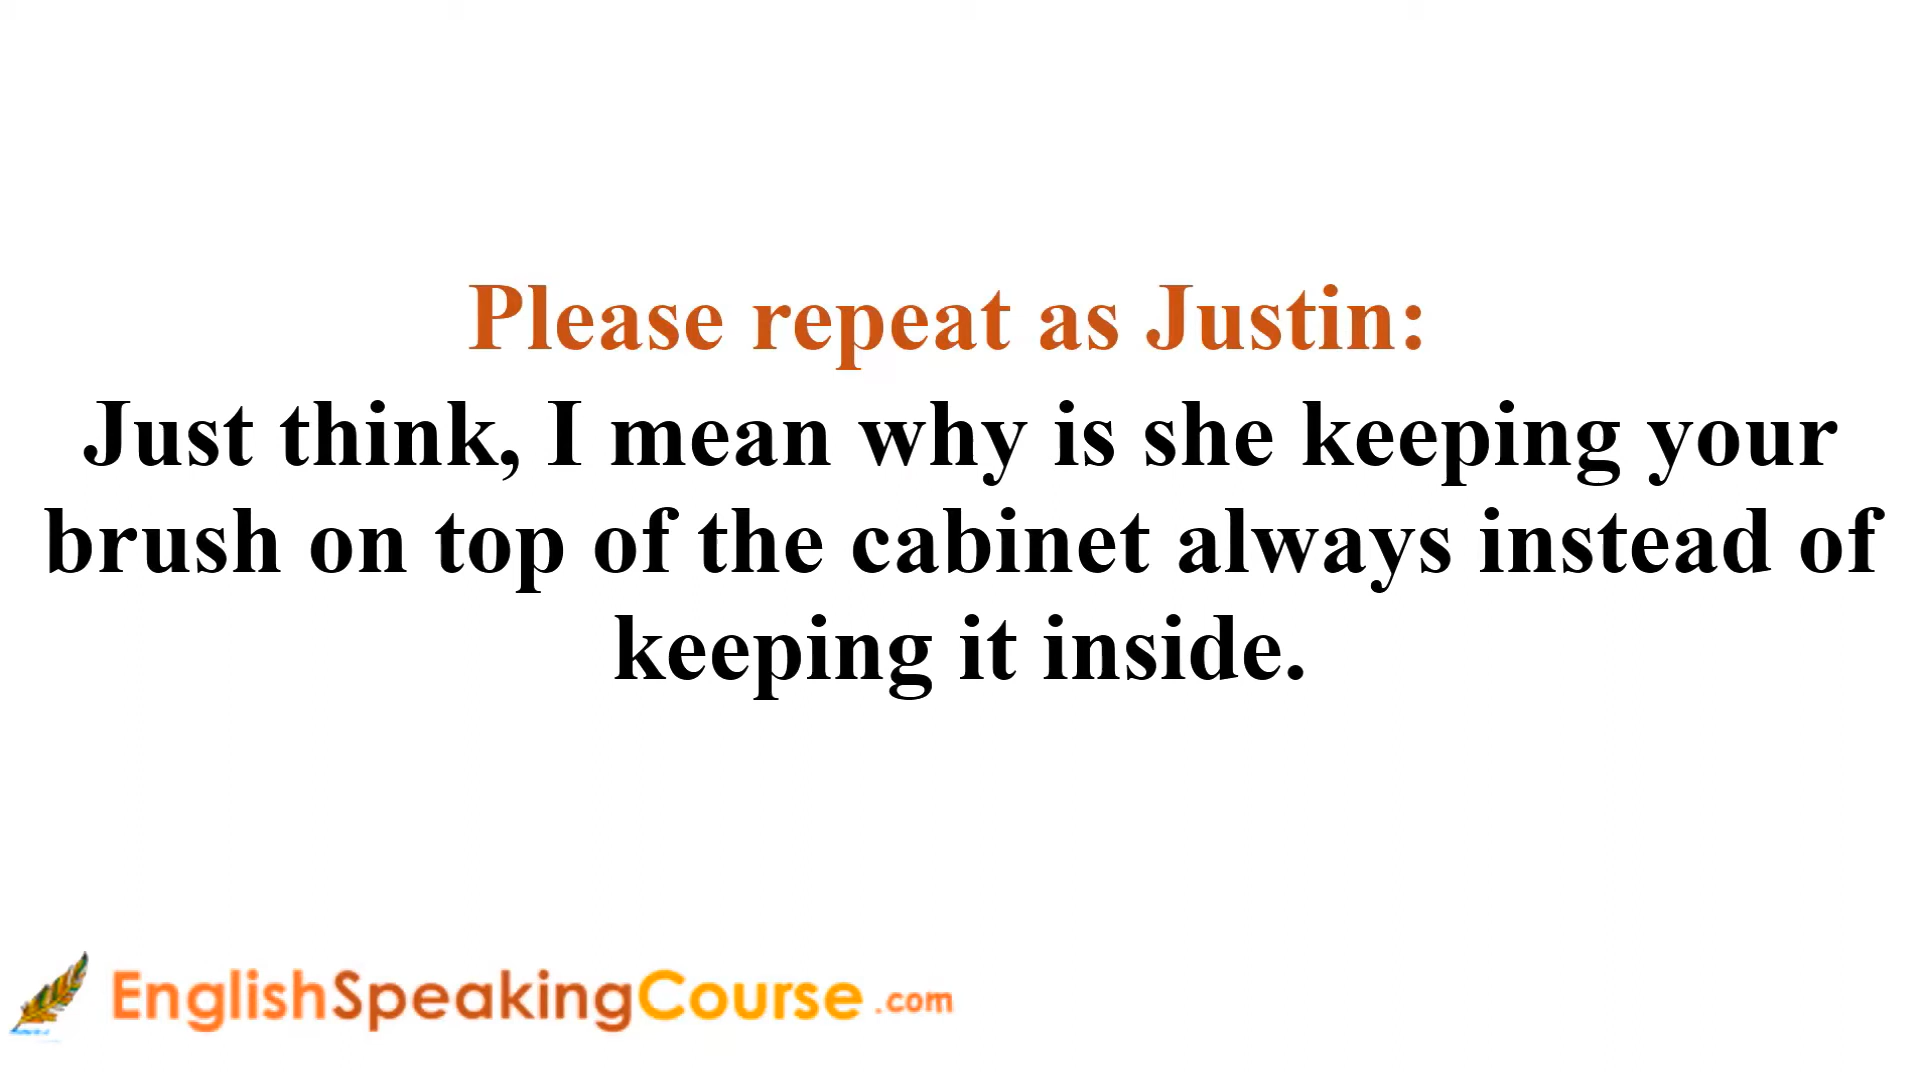 Please repeat as Justin:
Just think, I mean why is she keeping your
brush on top of the cabinet always instead of
keeping it inside.
EnglishSpeakingCourse.com